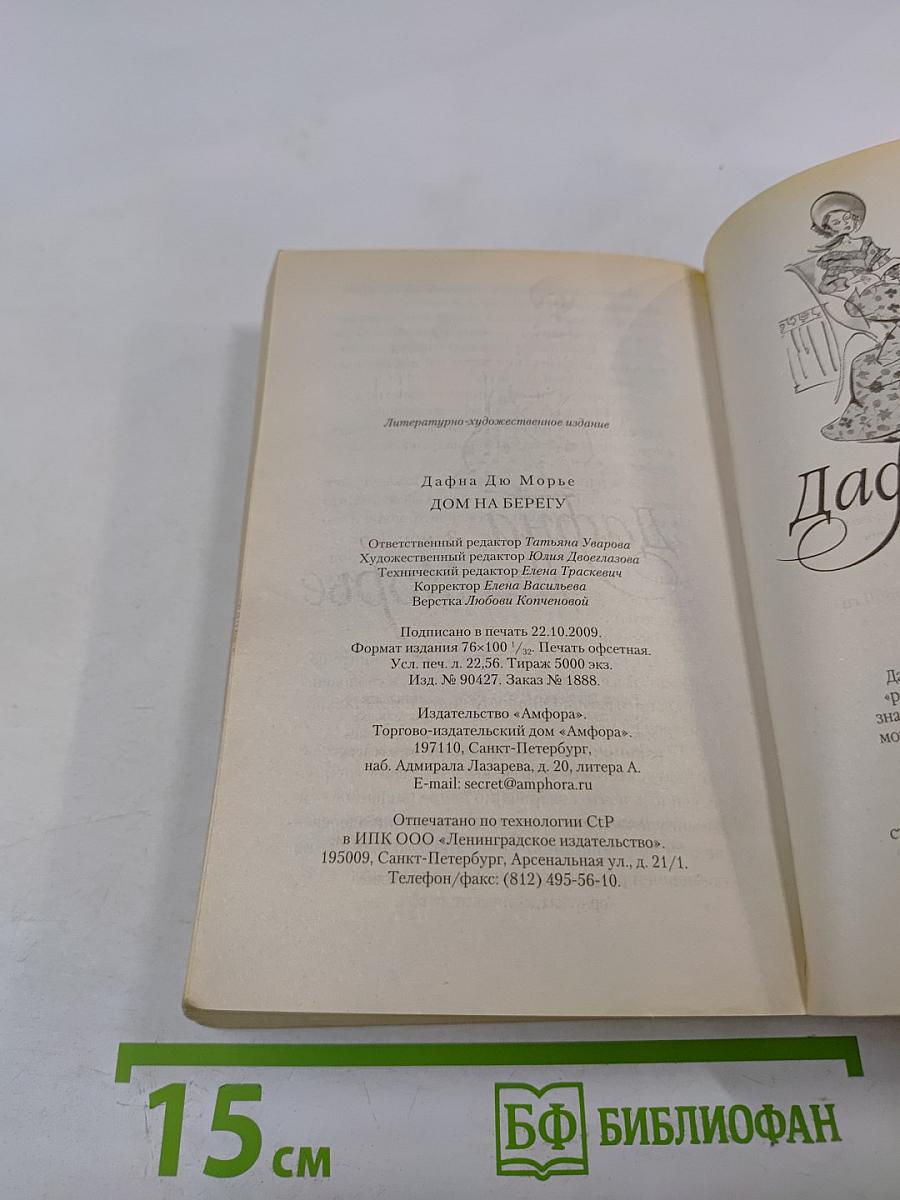 Литературно-художественное издание
Дафна Дю Морье
ДОМ НА БЕРЕГУ
Ответственный редактор Татьяна Уварова
Художественный редактор Юлия Двоеглазова
Технический редактор Елена Траскевич
Корректор Елена Васильева
Верстка Любови Копченовой
Подписано в печать 22.10.2009.
Формат издания 76×100 1/32. Печать офсетная.
Усл. печ. л. 22,56. Тираж 5000 экз.
Изд. № 90427. Заказ № 1888.
Издательство «Амфора».
Торгово-издательский дом «Амфора».
197110, Санкт-Петербург,
наб. Адмирала Лазарева, д. 20, литера А.
E-mail: secret@amphora.ru
Отпечатано по технологии CtP
в ИПК ООО «Ленинградское издательство».
195009, Санкт-Петербург, Арсенальная ул., д. 21/1.
Телефон/факс: (812) 495-56-10.
Даф
15 см
БФ БИБЛИОФАН